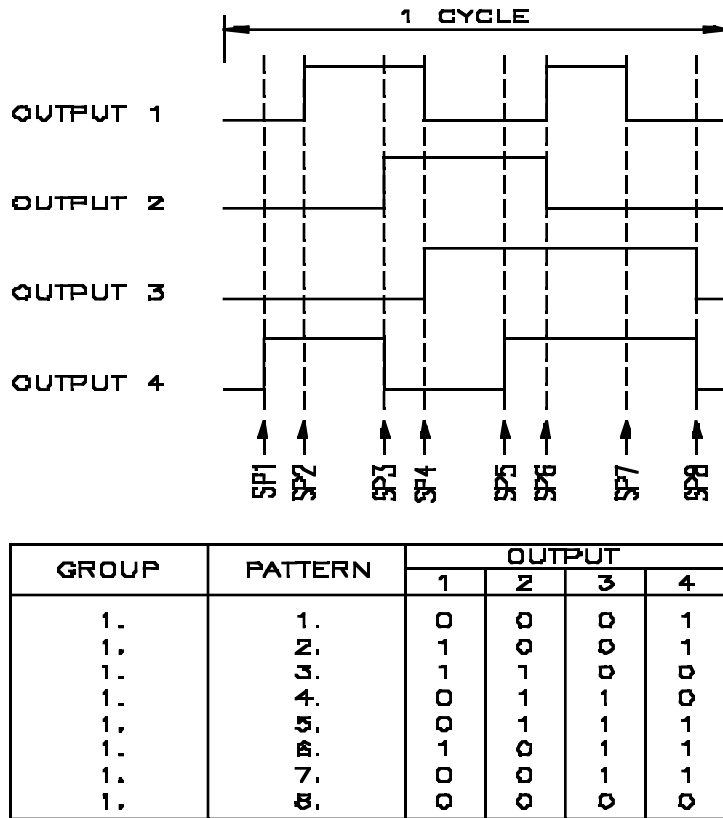 1 CYCLE
OUTPUT 1
OUTPUT 2
OUTPUT 3
OUTPUT 4
SP1 SP2 SP3 SP4 SP5 SP6 SP7 SP8
GROUP PATTERN OUTPUT
1 2 3 4
1. 1. 0 0 0 1
1. 2. 1 0 0 1
1. 3. 1 1 0 0
1. 4. 0 1 1 0
1. 5. 0 1 1 1
1. 6. 1 0 1 1
1. 7. 0 0 1 1
1. 8. 0 0 0 0